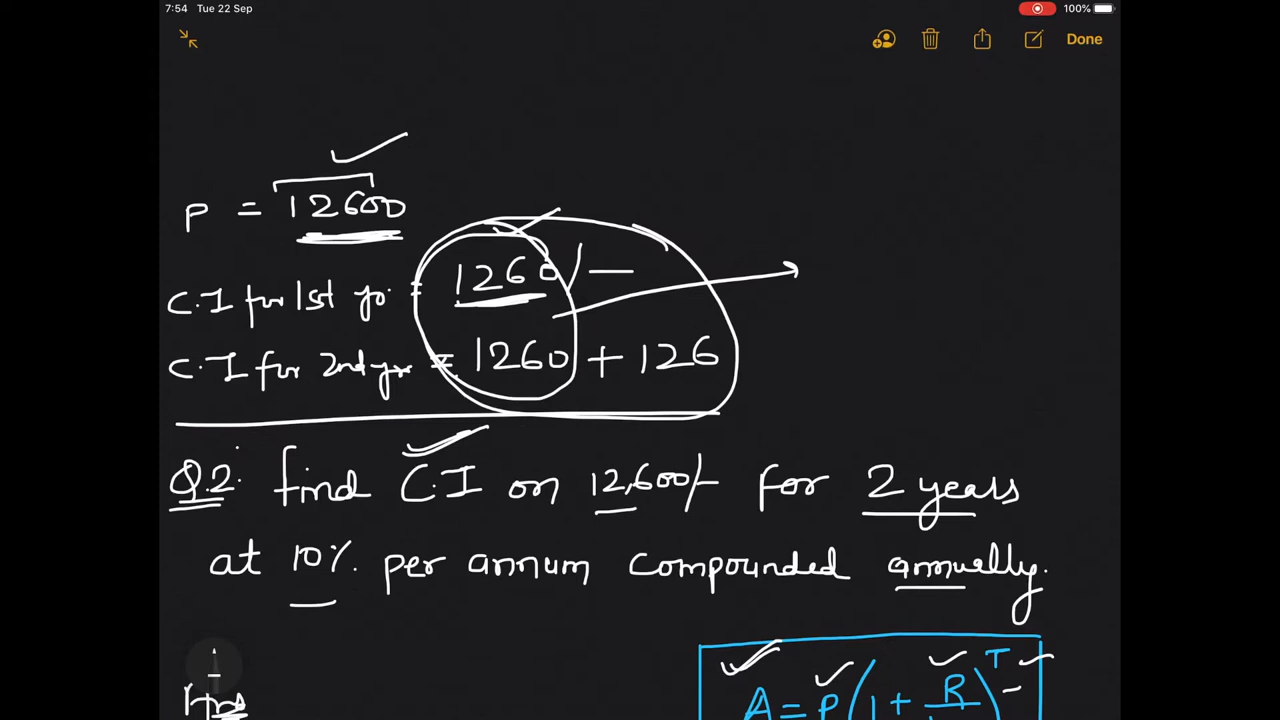 7:54 Tue 22 Sep 100%
Done
P = 12600
C.I for 1st yr = 1260/-
C.I for 2nd yr = 1260 + 126
Q.2: find C.I on 12,600/- for 2 years
at 10% per annum compounded annually.
A = P(1 + R
T